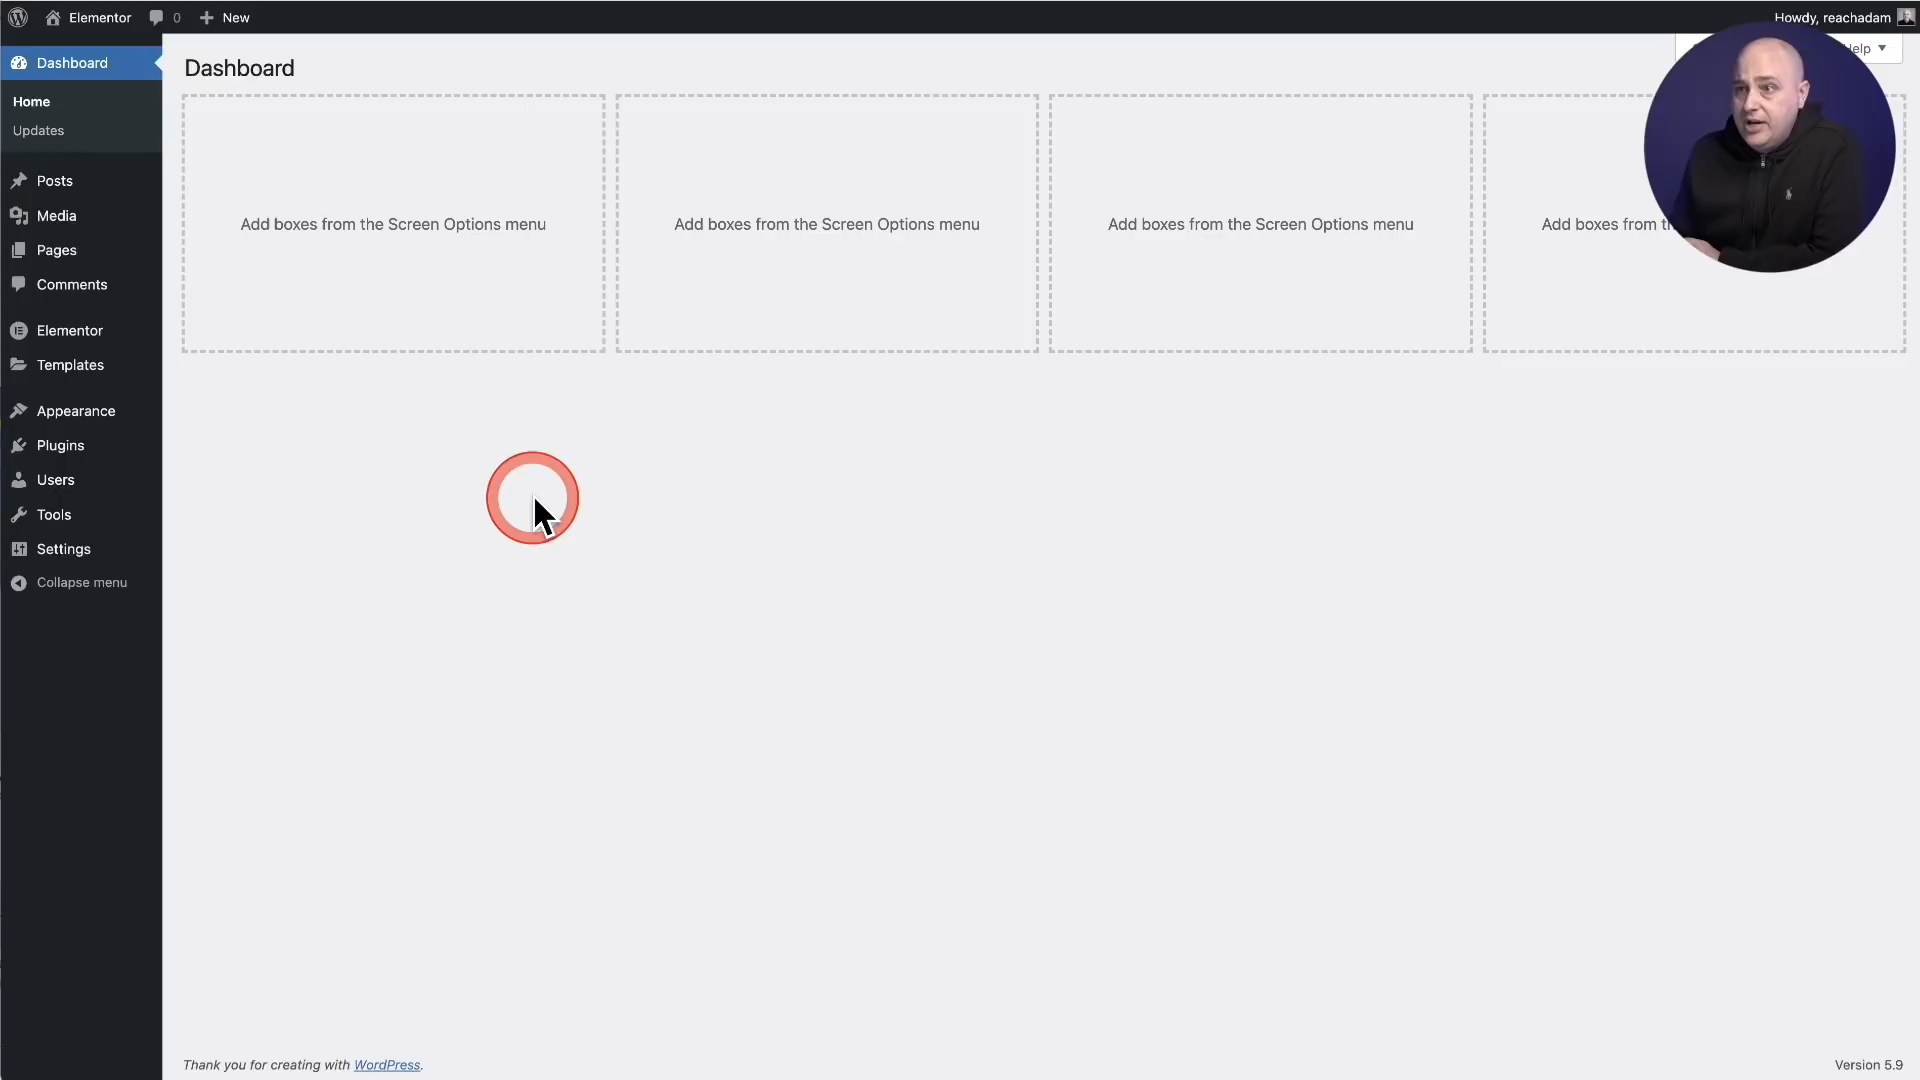 Elementor 0 New Howdy, reachadam
Dashboard
Home
Updates
Posts
Media
Pages
Comments
Elementor
Templates
Appearance
Plugins
Users
Tools
Settings
Collapse menu
Dashboard
Add boxes from the Screen Options menu
Add boxes from the Screen Options menu
Add boxes from the Screen Options menu
Add boxes from
Thank you for creating with WordPress.
Version 5.9